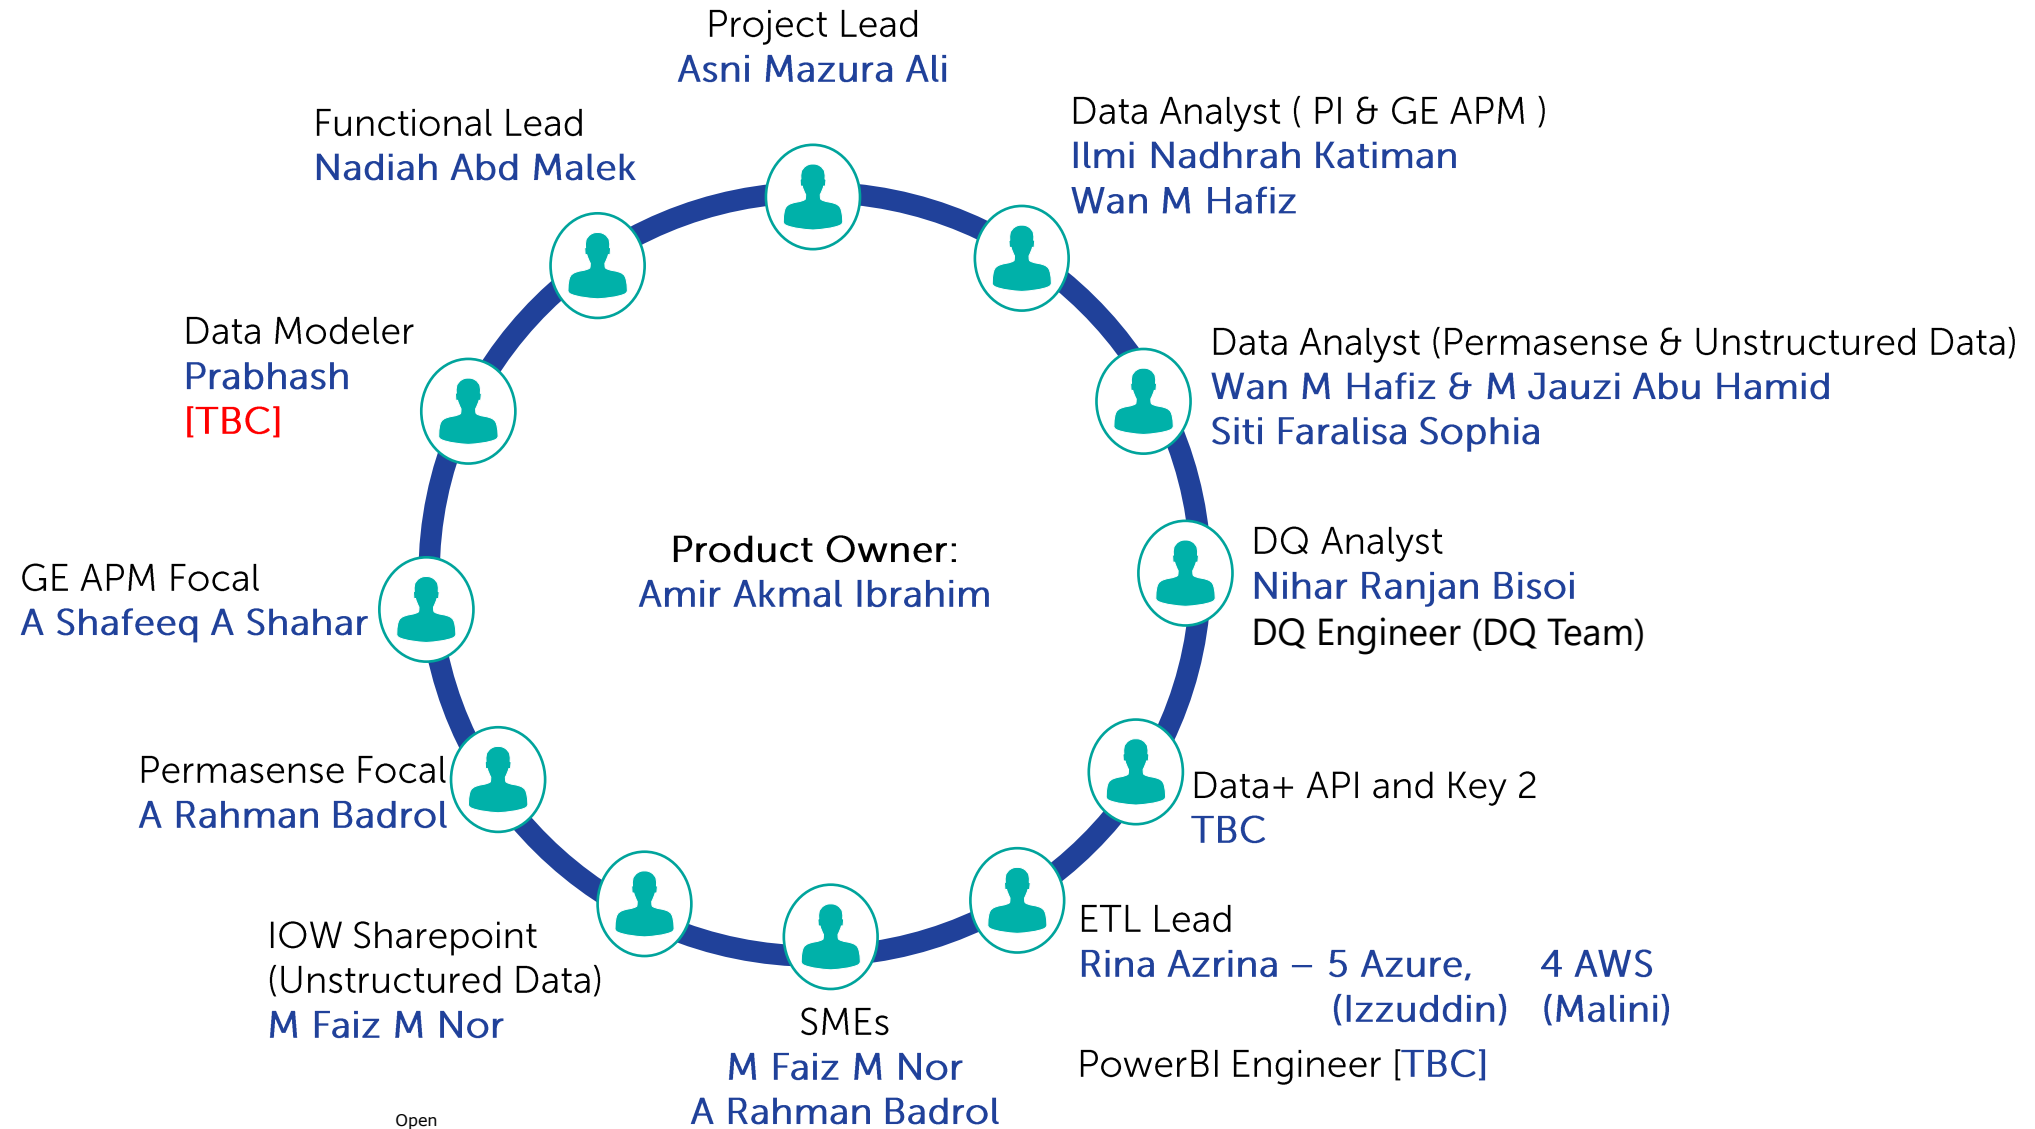 Project Lead
Asni Mazura Ali
Functional Lead
Nadiah Abd Malek
Data Analyst ( PI & GE APM )
Ilmi Nadhrah Katiman
Wan M Hafiz
Data Modeler
Prabhash
[TBC]
Data Analyst (Permasense & Unstructured Data)
Wan M Hafiz & M Jauzi Abu Hamid
Siti Faralisa Sophia
Product Owner:
Amir Akmal Ibrahim
GE APM Focal
A Shafeeq A Shahar
DQ Analyst
Nihar Ranjan Bisoi
DQ Engineer (DQ Team)
Permasense Focal
A Rahman Badrol
Data+ API and Key 2
TBC
IOW Sharepoint
(Unstructured Data)
M Faiz M Nor
SMEs
M Faiz M Nor
A Rahman Badrol
ETL Lead
Rina Azrina – 5 Azure, 4 AWS
(Izzuddin) (Malini)
PowerBI Engineer [TBC]
Open